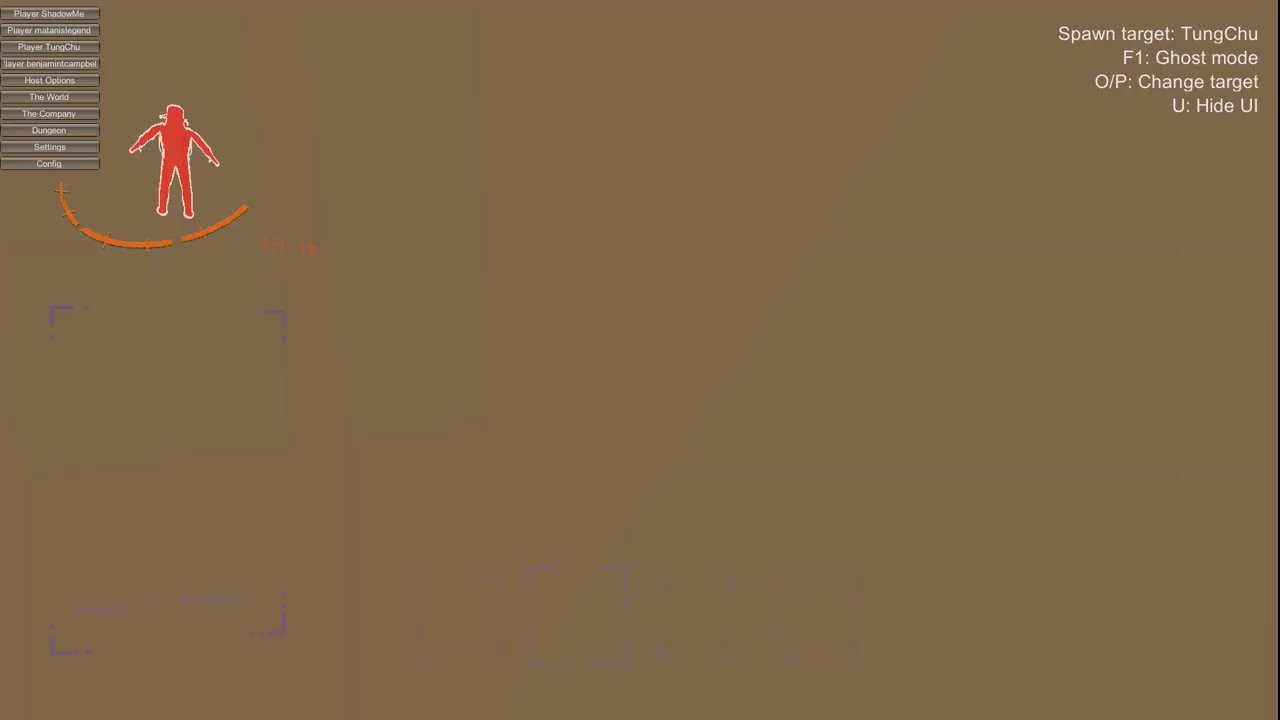 Player ShadowMe
Player matanislegend
Player TungChu
layer benjamintcampbel
Host Options
The World
The Company
Dungeon
Settings
Config
Spawn target: TungChu
F1: Ghost mode
O/P: Change target
U: Hide UI
lb